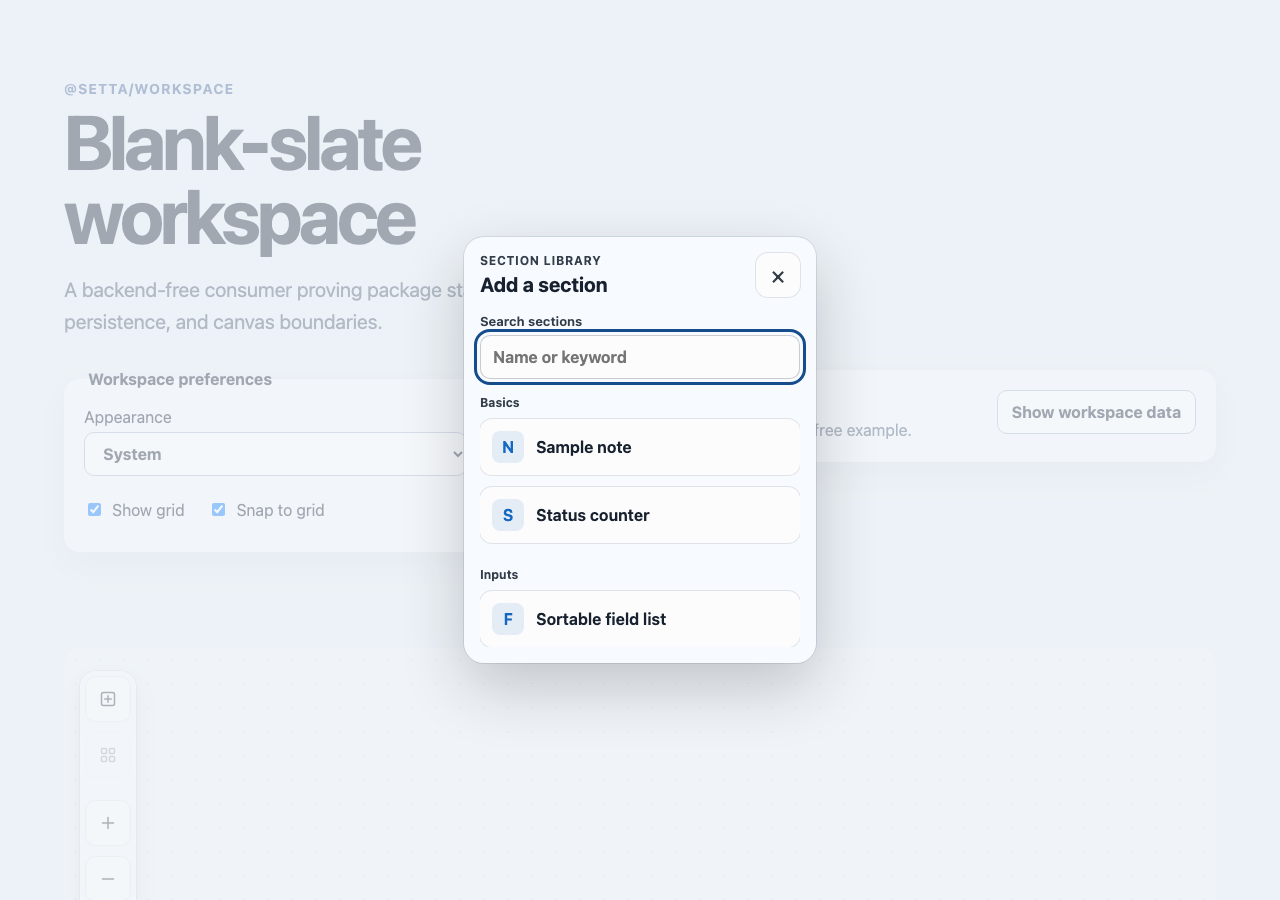 @SETTA/WORKSPACE
Blank-slate
workspace
A backend-free consumer proving package
persistence, and canvas boundaries.
Workspace preferences
Appearance
System
Show grid
Snap to grid
free example.
Show workspace data
SECTION LIBRARY
Add a section
Search sections
Name or keyword
Basics
N
Sample note
S
Status counter
Inputs
F
Sortable field list